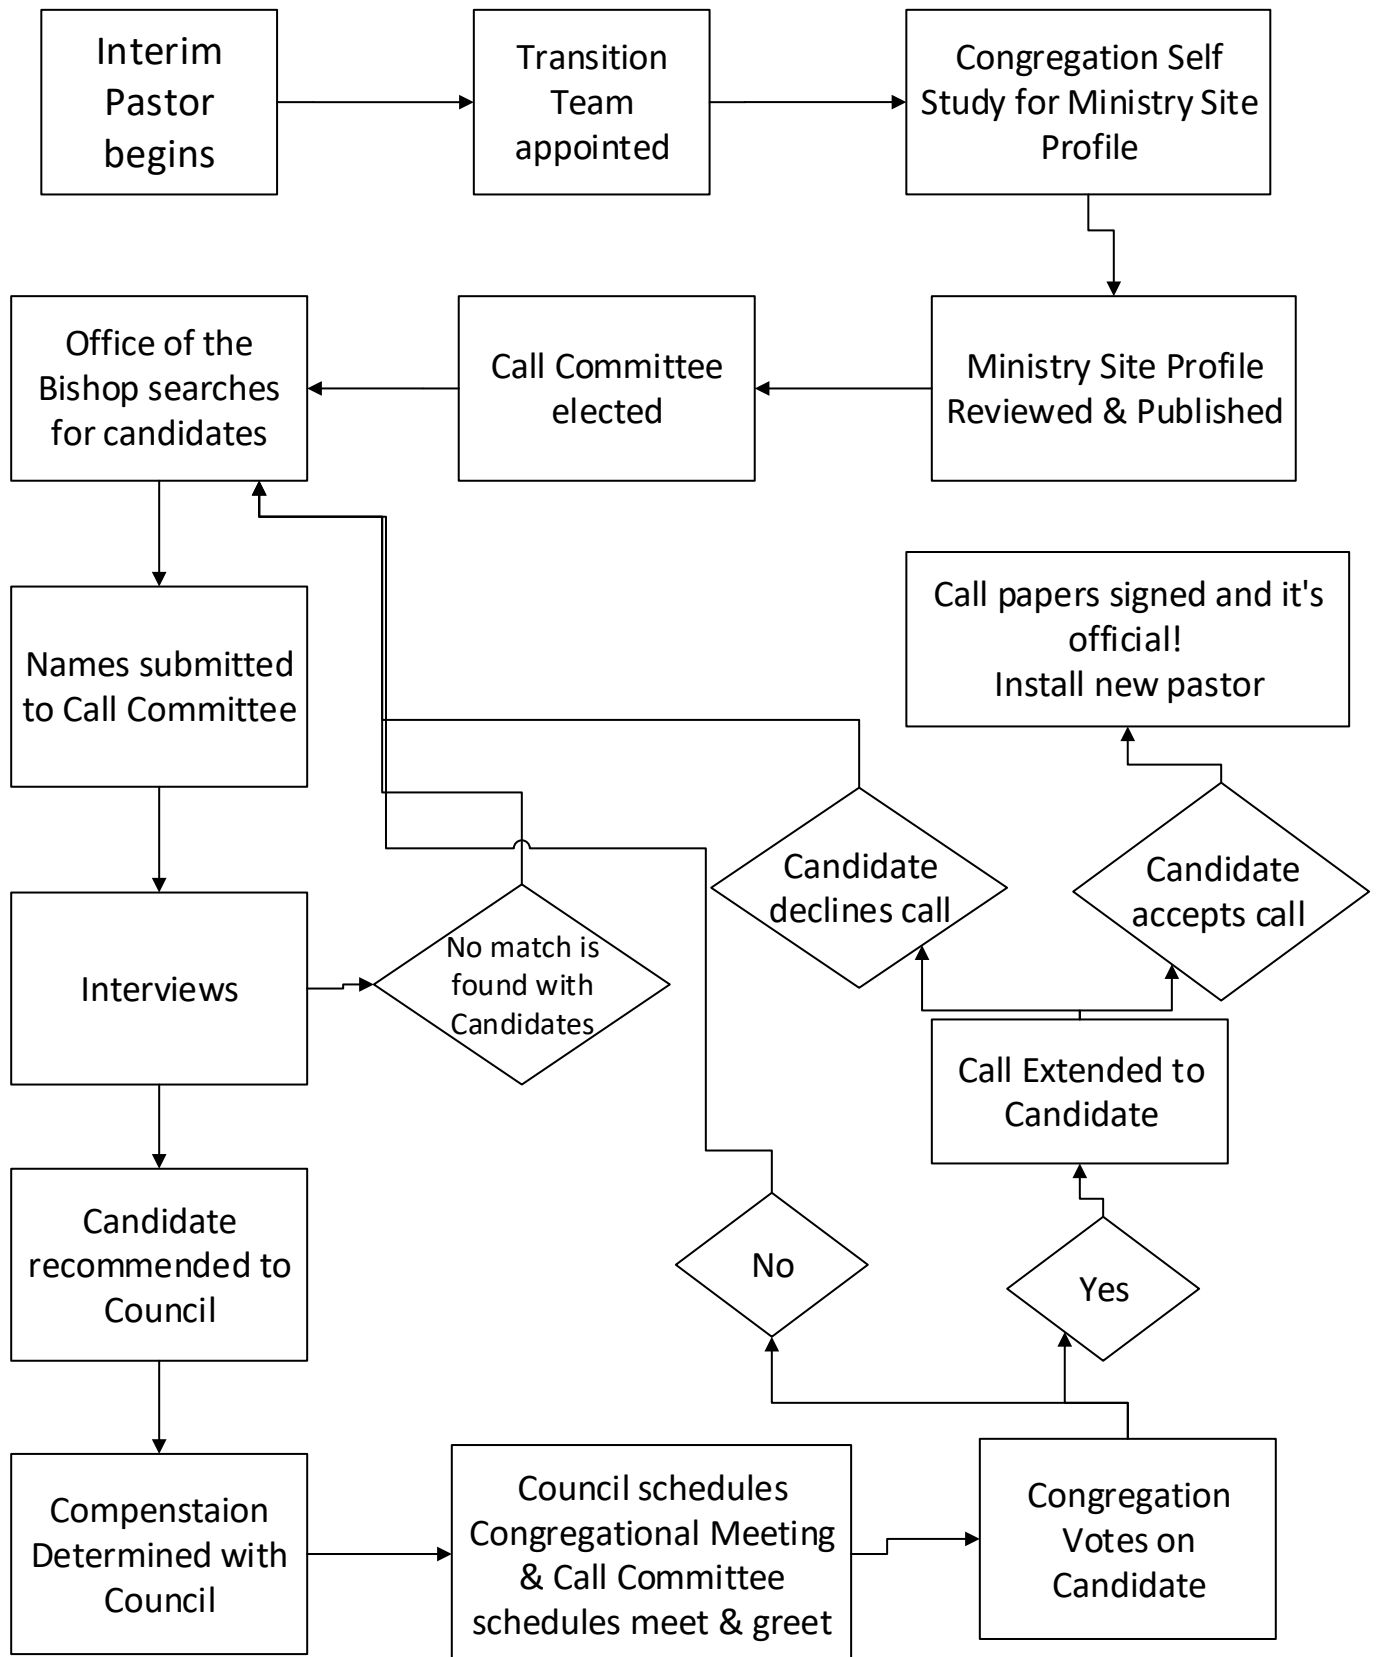 Interim
Pastor
begins
Transition
Team
appointed
Congregation Self
Study for Ministry Site
Profile
Office of the
Bishop searches
for candidates
Call Committee
elected
Ministry Site Profile
Reviewed & Published
Names submitted
to Call Committee
Call papers signed and it's
official!
Install new pastor
Candidate
declines call
Candidate
accepts call
Interviews
No match is
found with
Candidates
Call Extended to
Candidate
Candidate
recommended to
Council
No
Yes
Compenstaion
Determined with
Council
Council schedules
Congregational Meeting
& Call Committee
schedules meet & greet
Congregation
Votes on
Candidate